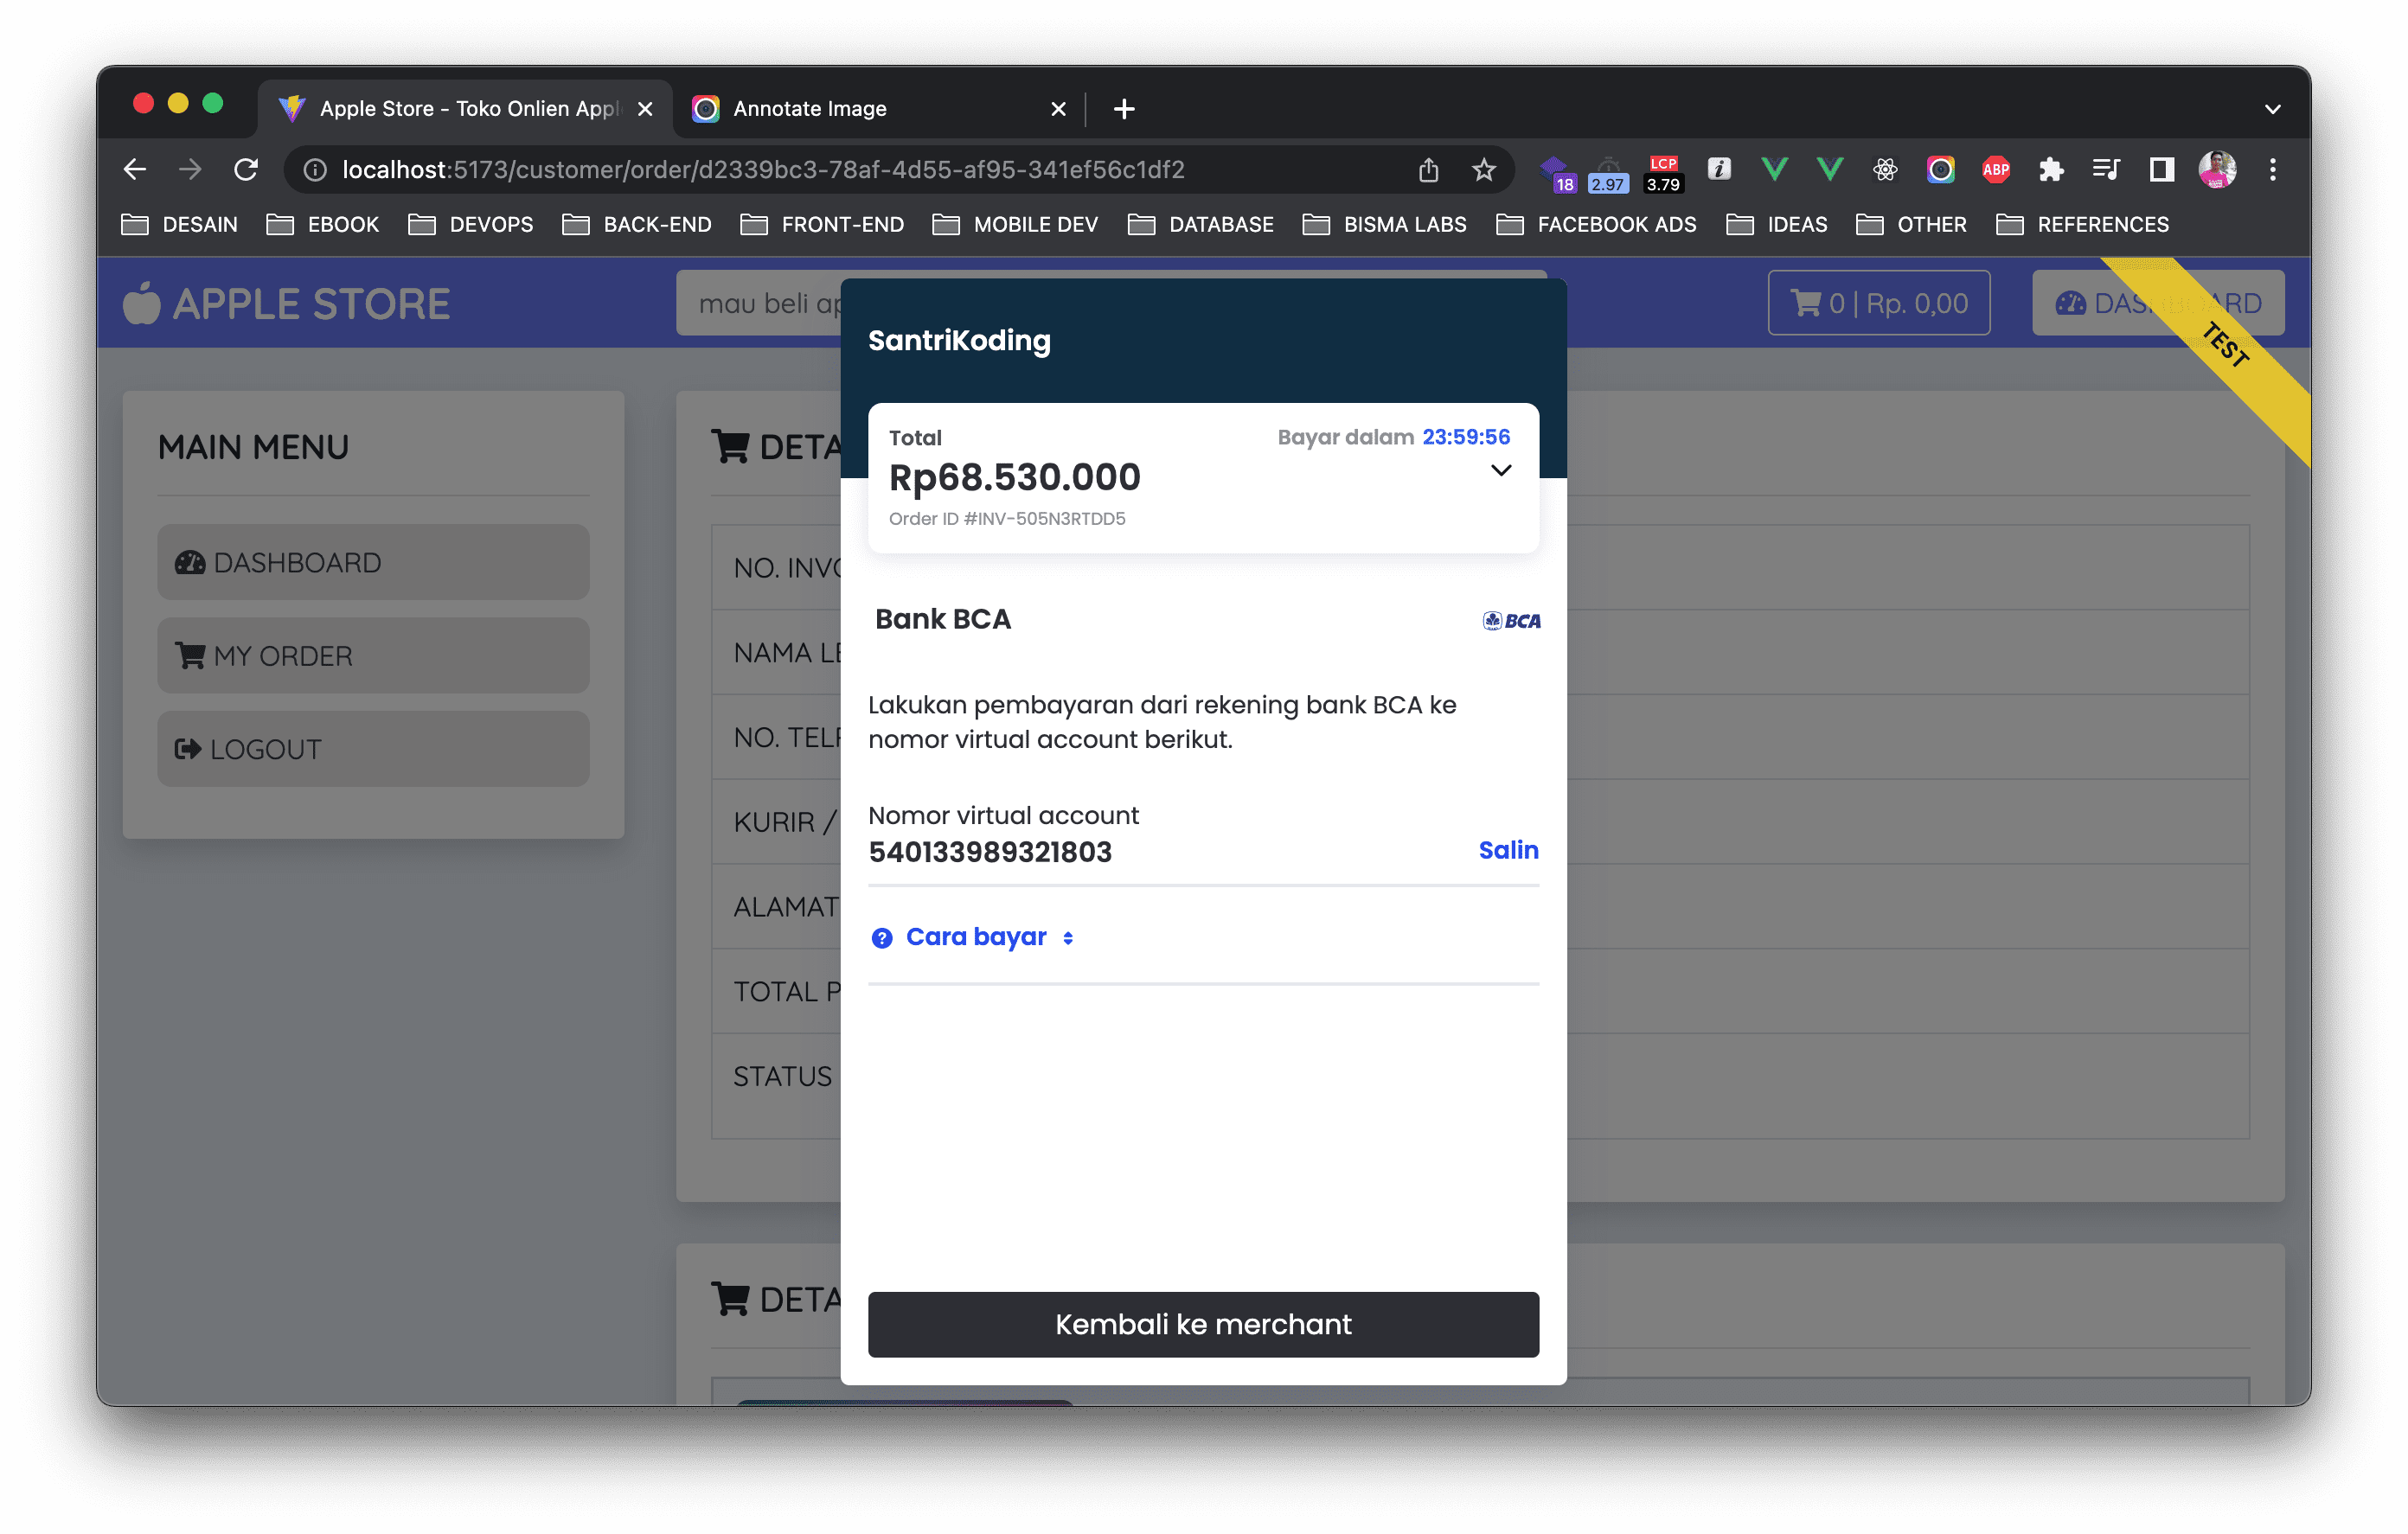 Apple Store - Toko Onlien Appl
Annotate Image
localhost:5173/customer/order/d2339bc3-78af-4d55-af95-341ef56c1df2
18
2.97
LCP
3.79
ABP
DESAIN
EBOOK
DEVOPS
BACK-END
FRONT-END
MOBILE DEV
DATABASE
BISMA LABS
FACEBOOK ADS
IDEAS
OTHER
REFERENCES
APPLE STORE
mau beli ap
0 | Rp. 0,00
DASHBOARD
TEST
MAIN MENU
DASHBOARD
MY ORDER
LOGOUT
DETA
NO. INVO
NAMA LE
NO. TELP
KURIR /
ALAMAT
TOTAL P
STATUS
DETA
SantriKoding
Total
Bayar dalam 23:59:56
Rp68.530.000
Order ID #INV-505N3RTDD5
Bank BCA
BCA
Lakukan pembayaran dari rekening bank BCA ke
nomor virtual account berikut.
Nomor virtual account
540133989321803
Salin
Cara bayar
Kembali ke merchant